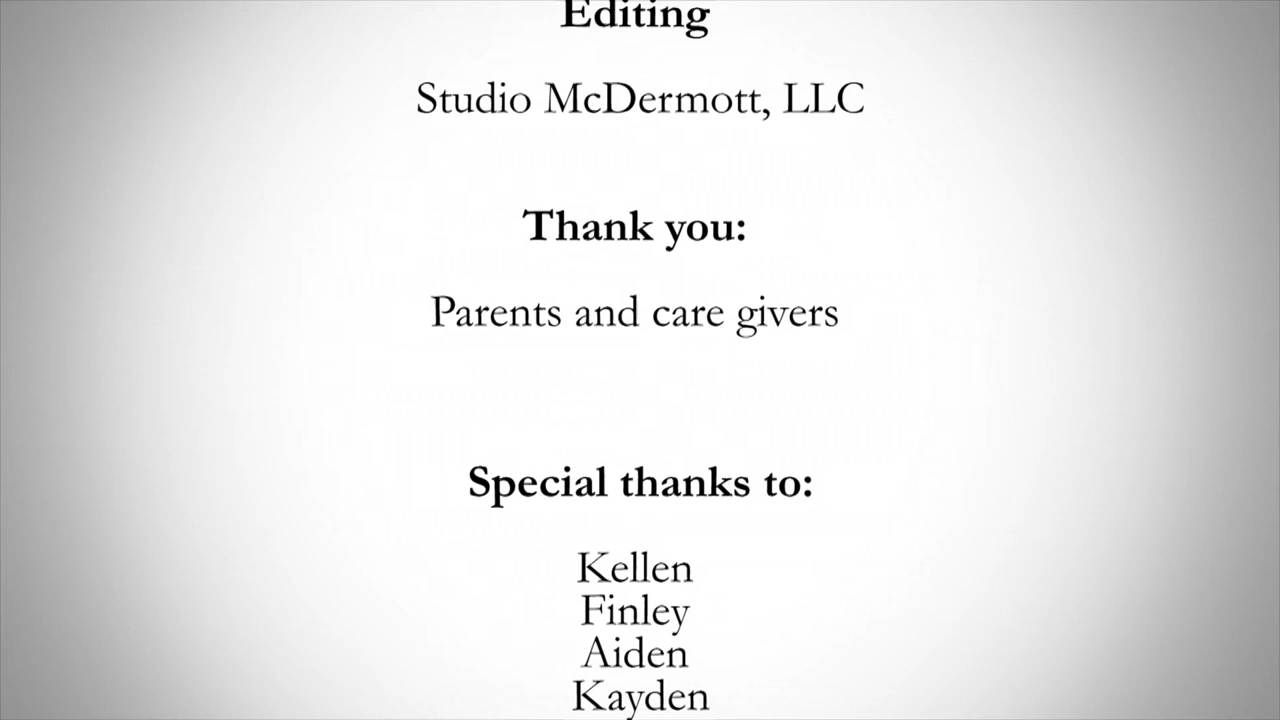 Editing
Studio McDermott, LLC
Thank you:
Parents and care givers
Special thanks to:
Kellen
Finley
Aiden
Kayden